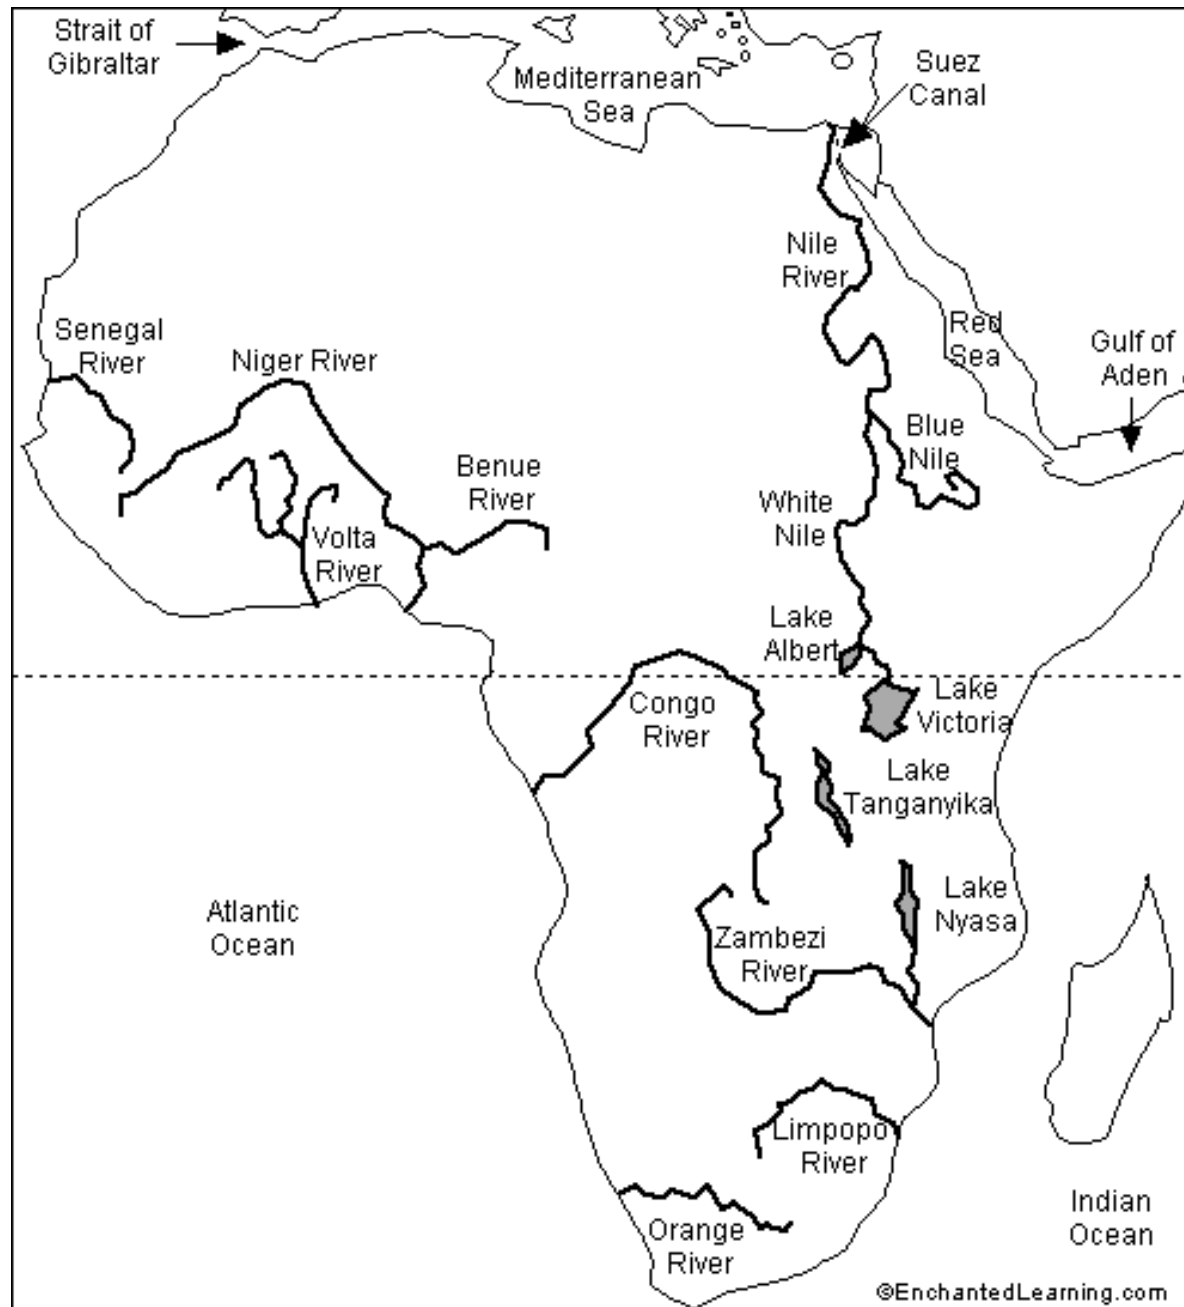 Strait of
Gibraltar
Mediterranean
Sea
Suez
Canal
Nile
River
Red
Sea
Gulf of
Aden
Senegal
River
Niger River
Benue
River
Volta
River
Blue
Nile
White
Nile
Lake
Albert
Lake
Victoria
Congo
River
Lake
Tanganyika
Lake
Nyasa
Atlantic
Ocean
Zambezi
River
Limpopo
River
Orange
River
Indian
Ocean
©EnchantedLearning.com